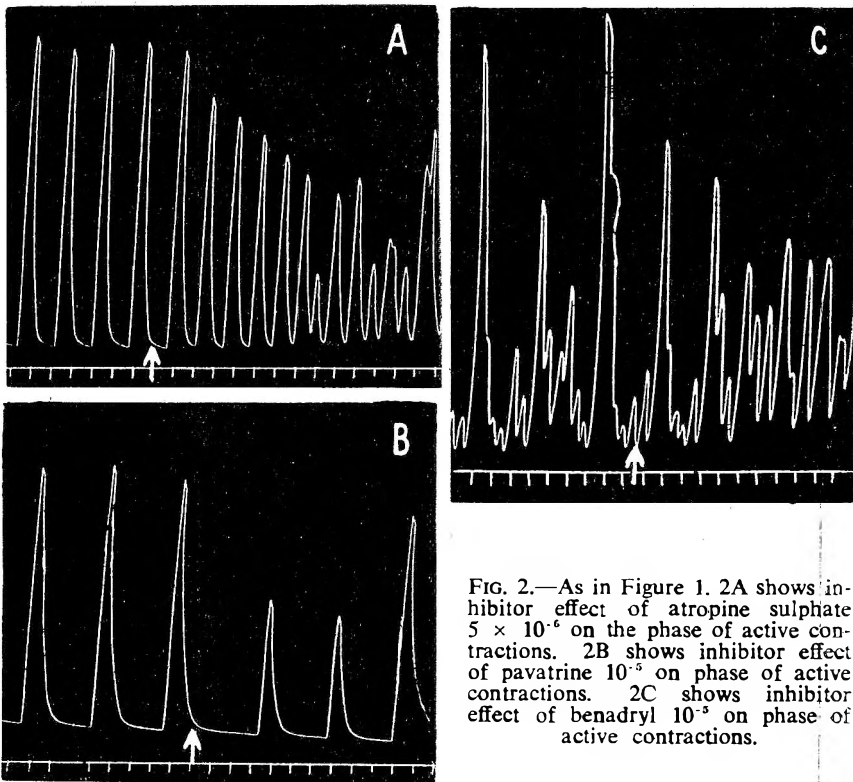 A
C
B
FIG. 2.—As in Figure 1. 2A shows in-
hibitor effect of atropine sulphate
5 × 10⁻⁶ on the phase of active con-
tractions. 2B shows inhibitor effect
of pavatrine 10⁻⁵ on phase of active
contractions. 2C shows inhibitor
effect of benadryl 10⁻⁵ on phase of
active contractions.